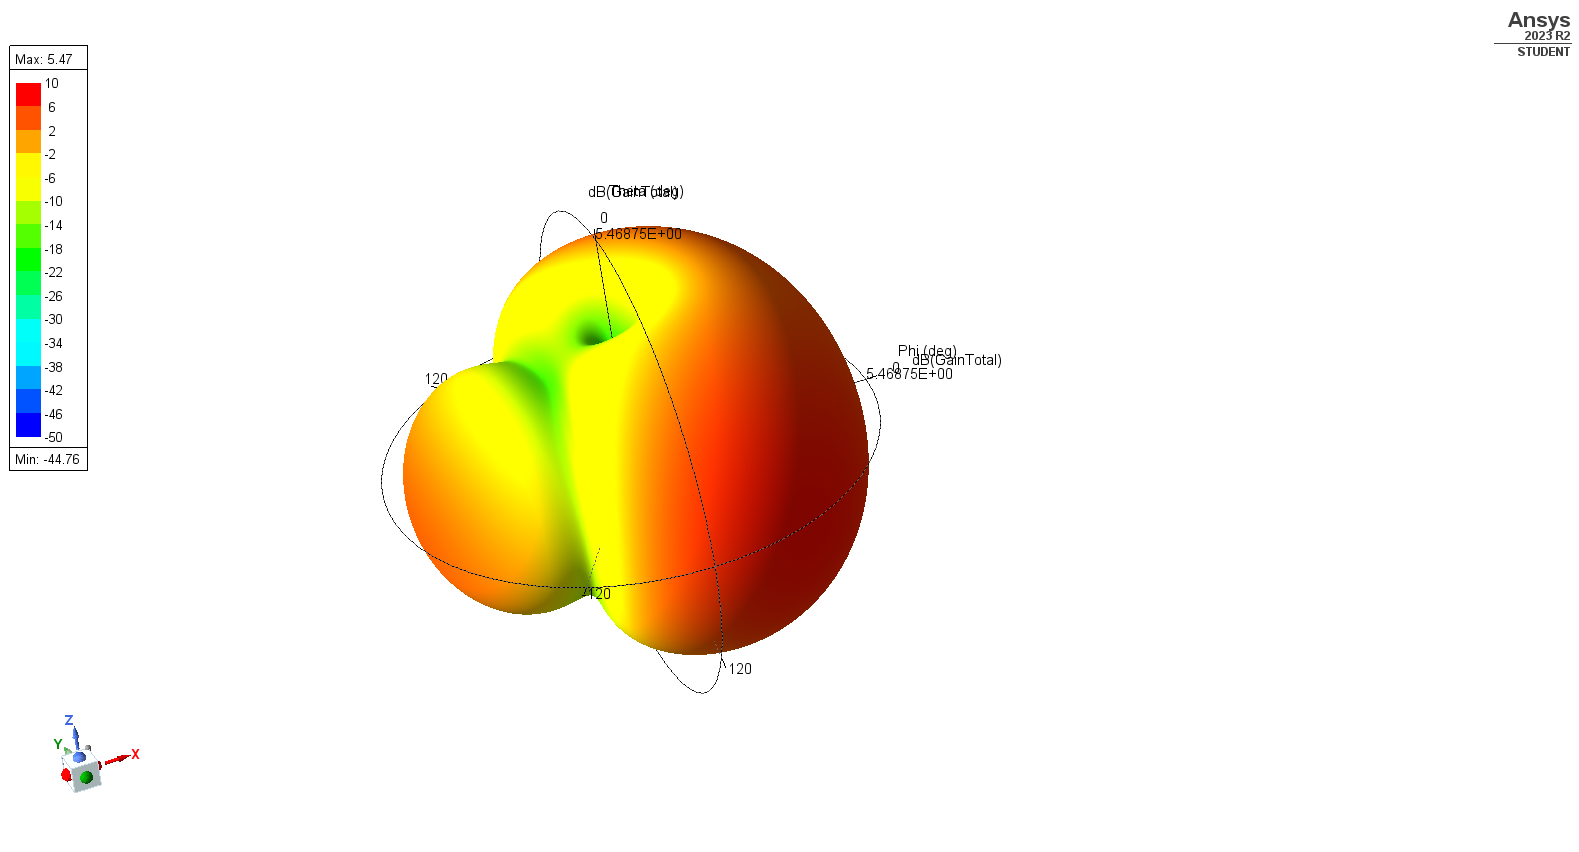 Ansys
2023 R2
STUDENT
Max: 5.47
10
6
2
-2
-6
-10
-14
-18
-22
-26
-30
-34
-38
-42
-46
-50
Min: -44.76
dB(GainTotal)
Theta (deg)
0
5.46875E+00
Phi (deg)
dB(GainTotal)
0
5.46875E+00
120
-120
120
Z
Y
X